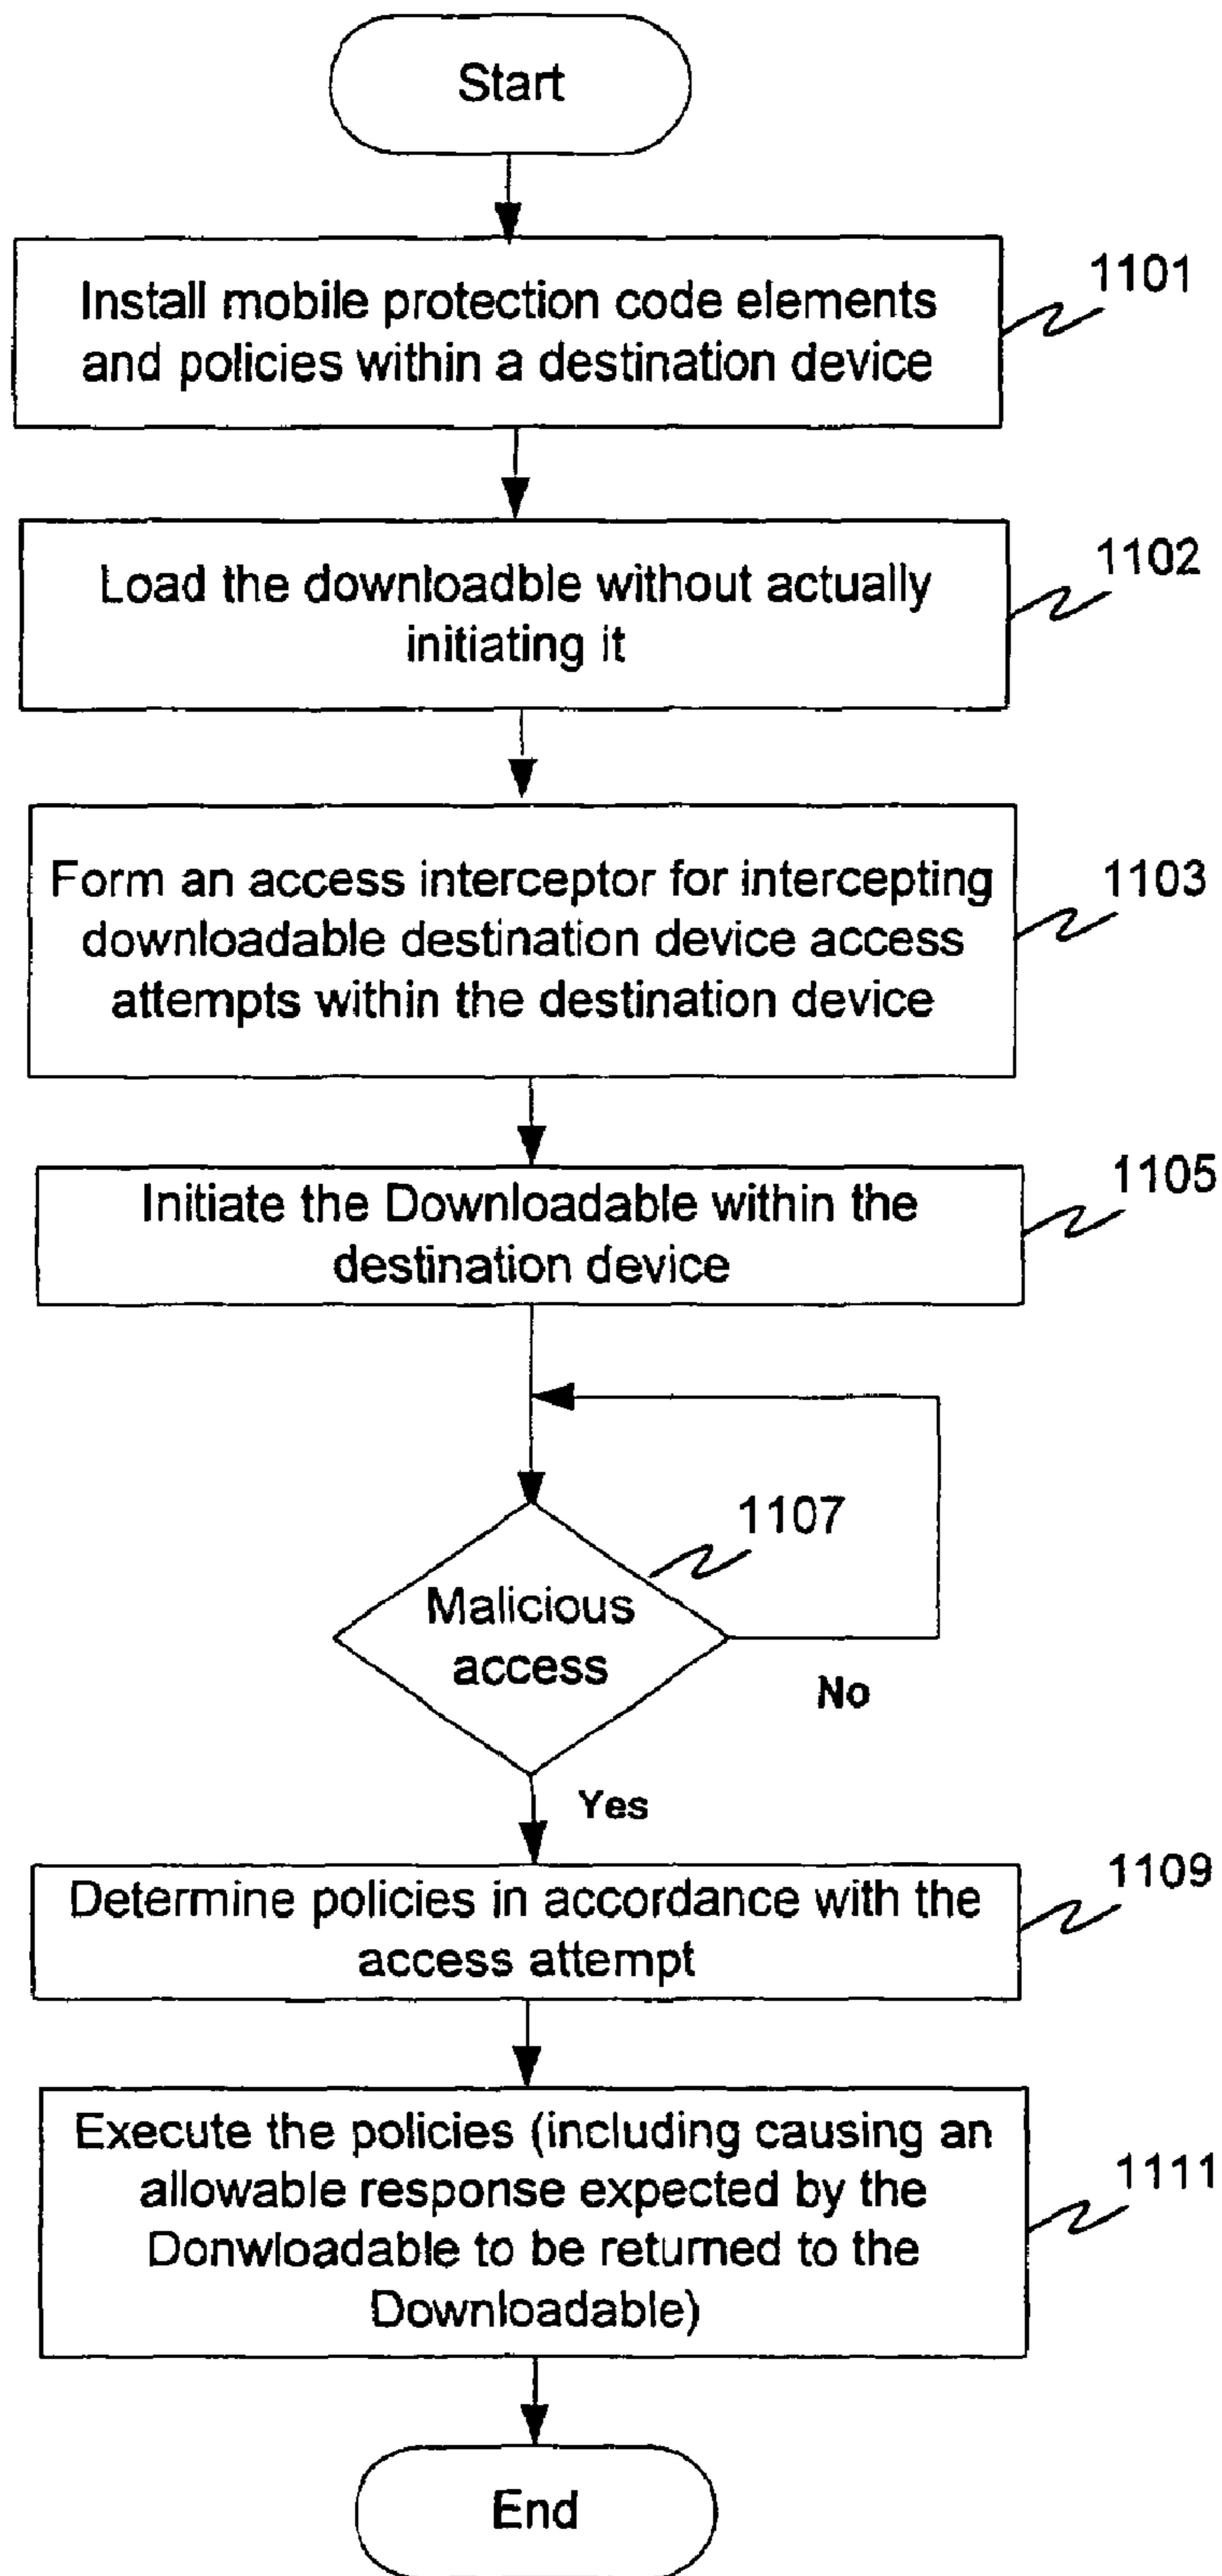 Start
Install mobile protection code elements
and policies within a destination device
1101
Load the downloadble without actually
initiating it
1102
Form an access interceptor for intercepting
downloadable destination device access
attempts within the destination device
1103
Initiate the Downloadable within the
destination device
1105
Malicious
access
1107
No
Yes
Determine policies in accordance with the
access attempt
1109
Execute the policies (including causing an
allowable response expected by the
Donwloadable to be returned to the
Downloadable)
1111
End